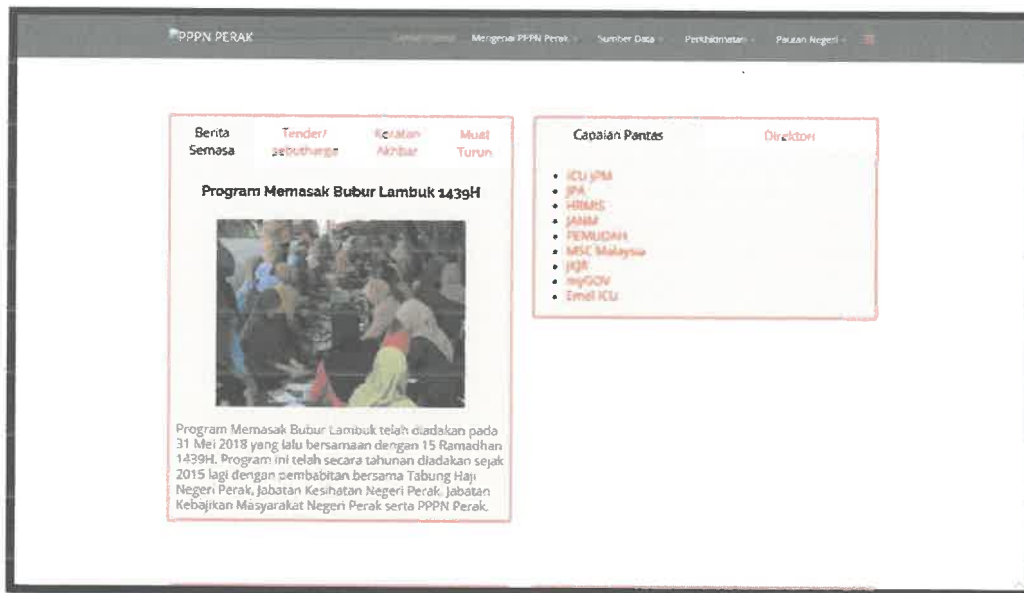 PPPN PERAK
Laman Utama Mengenai PPPN Perak Sumber Data Perkhidmatan Pautan Negeri
Berita Semasa
Tender/ Sebutharga
Keratan Akhbar
Muat Turun
Program Memasak Bubur Lambuk 1439H
Program Memasak Bubur Lambuk telah diadakan pada
31 Mei 2018 yang lalu bersamaan dengan 15 Ramadhan
1439H. Program ini telah secara tahunan diadakan sejak
2015 lagi dengan pembabitan bersama Tabung Haji
Negeri Perak, Jabatan Kesihatan Negeri Perak, Jabatan
Kebajikan Masyarakat Negeri Perak serta PPPN Perak.
Capaian Pantas Direktori
ICU JPM
JPA
HRMIS
JANM
PEMUDAH
MSC Malaysia
JKJR
myGOV
Emel ICU